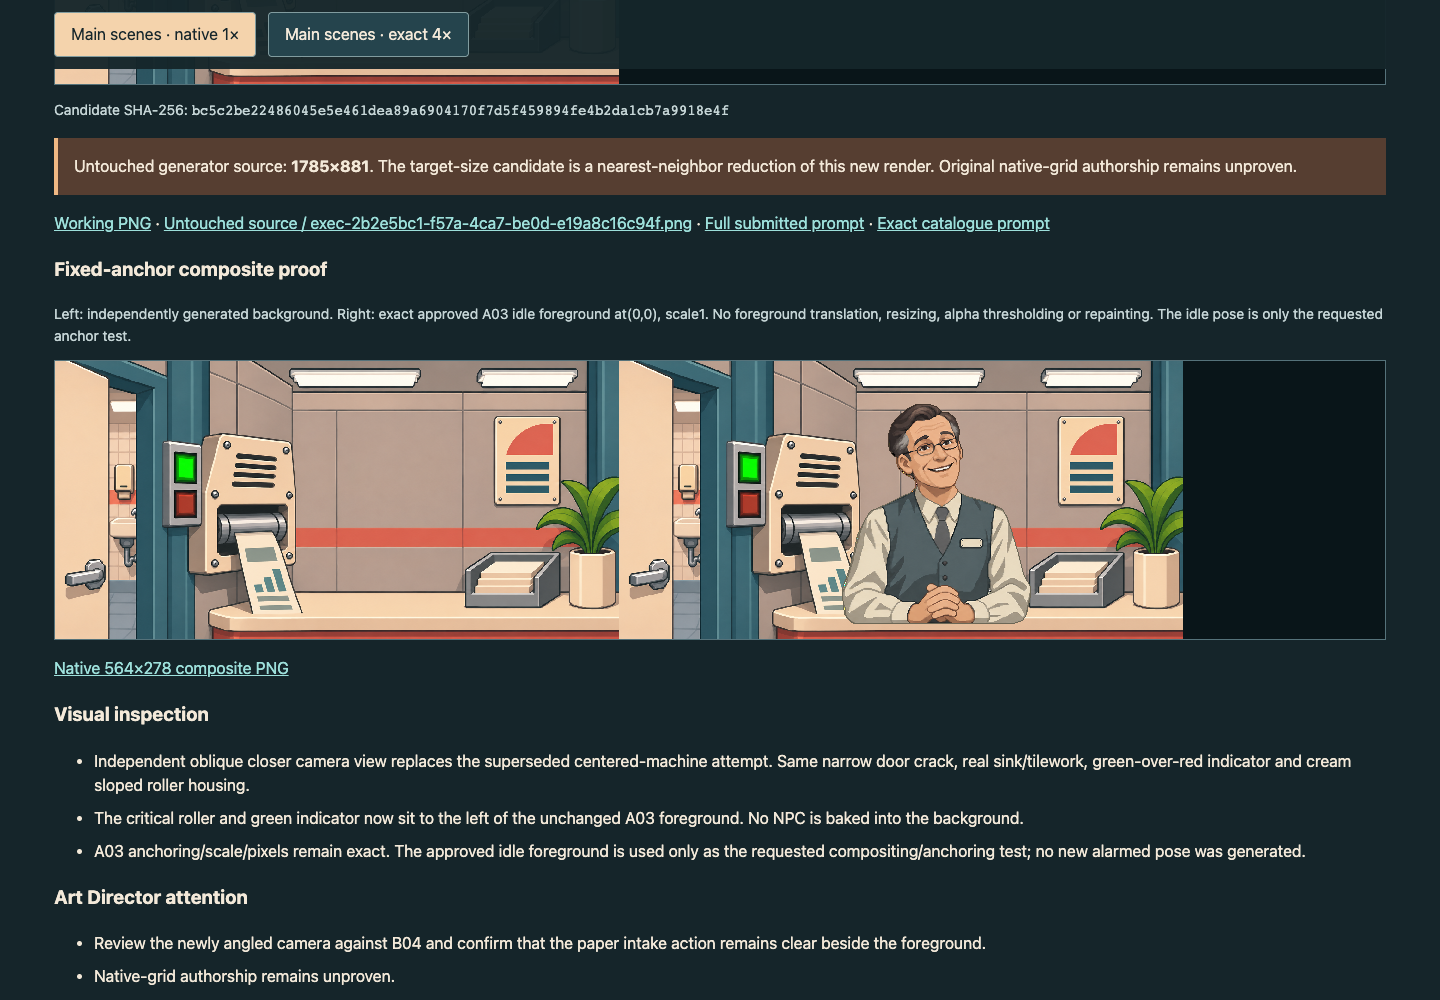 Main scenes · native 1×
Main scenes · exact 4×
Candidate SHA-256: bc5c2be22486045e5e461dea89a6904170f7d5f459894fe4b2da1cb7a9918e4f
Untouched generator source: 1785×881. The target-size candidate is a nearest-neighbor reduction of this new render. Original native-grid authorship remains unproven.
Working PNG · Untouched source / exec-2b2e5bc1-f57a-4ca7-be0d-e19a8c16c94f.png · Full submitted prompt · Exact catalogue prompt
Fixed-anchor composite proof
Left: independently generated background. Right: exact approved A03 idle foreground at(0,0), scale1. No foreground translation, resizing, alpha thresholding or repainting. The idle pose is only the requested
anchor test.
Native 564×278 composite PNG
Visual inspection
• Independent oblique closer camera view replaces the superseded centered-machine attempt. Same narrow door crack, real sink/tilework, green-over-red indicator and cream
sloped roller housing.
• The critical roller and green indicator now sit to the left of the unchanged A03 foreground. No NPC is baked into the background.
• A03 anchoring/scale/pixels remain exact. The approved idle foreground is used only as the requested compositing/anchoring test; no new alarmed pose was generated.
Art Director attention
• Review the newly angled camera against B04 and confirm that the paper intake action remains clear beside the foreground.
• Native-grid authorship remains unproven.